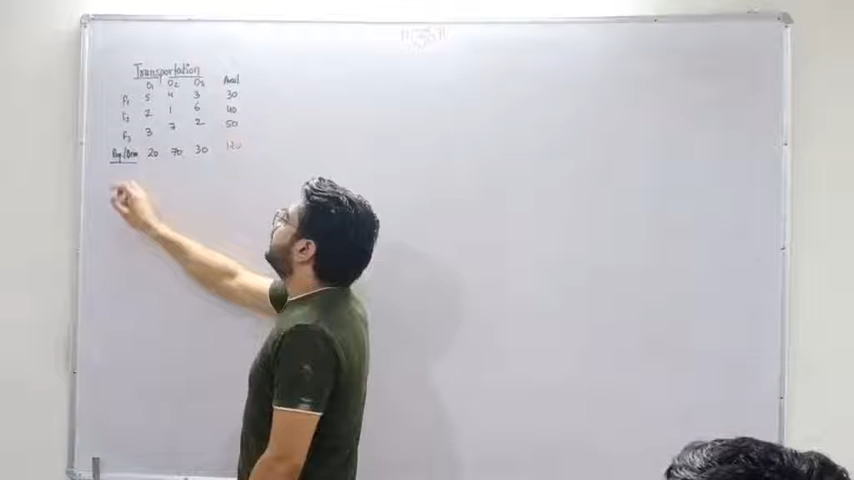 Transportation
O1 O2 O3 Avail
P1 5 4 3 30
P2 2 1 6 40
P3 3 7 2 50
Req/Dem 20 70 30 120